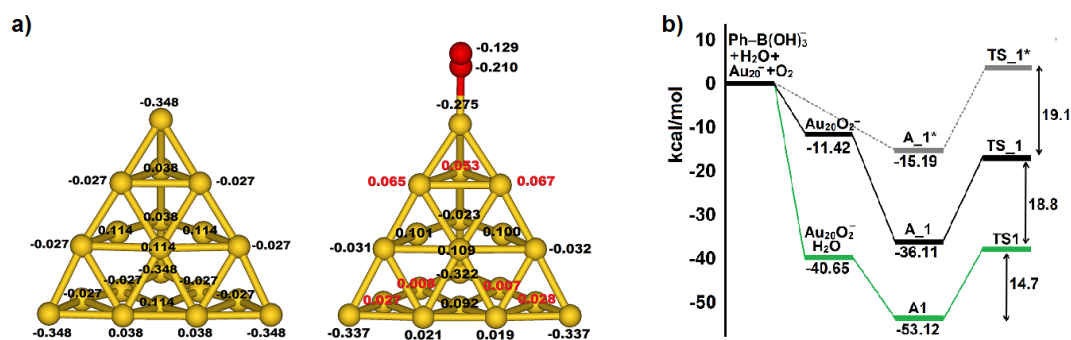 a)
-0.348
0.038
-0.027 -0.027
0.038
0.114 0.114
-0.027 0.114 -0.027
-0.348
-0.027 -0.027
-0.027 0.114 -0.027
-0.348 0.038 0.038 -0.348
-0.129
-0.210
-0.275
0.053
0.065 0.067
-0.023
0.101 0.100
-0.031 0.109 -0.032
-0.322
0.008 0.007
0.027 0.092 0.028
-0.337 0.021 0.019 -0.337
b)
kcal/mol
10
0
-10
-20
-30
-40
-50
Ph–B(OH)₃⁻
+H₂O+
Au₂₀⁻+O₂
Au₂₀O₂⁻
-11.42
Au₂₀O₂⁻
H₂O
-40.65
A_1*
-15.19
A_1
-36.11
A1
-53.12
TS_1*
19.1
TS_1
18.8
TS1
14.7